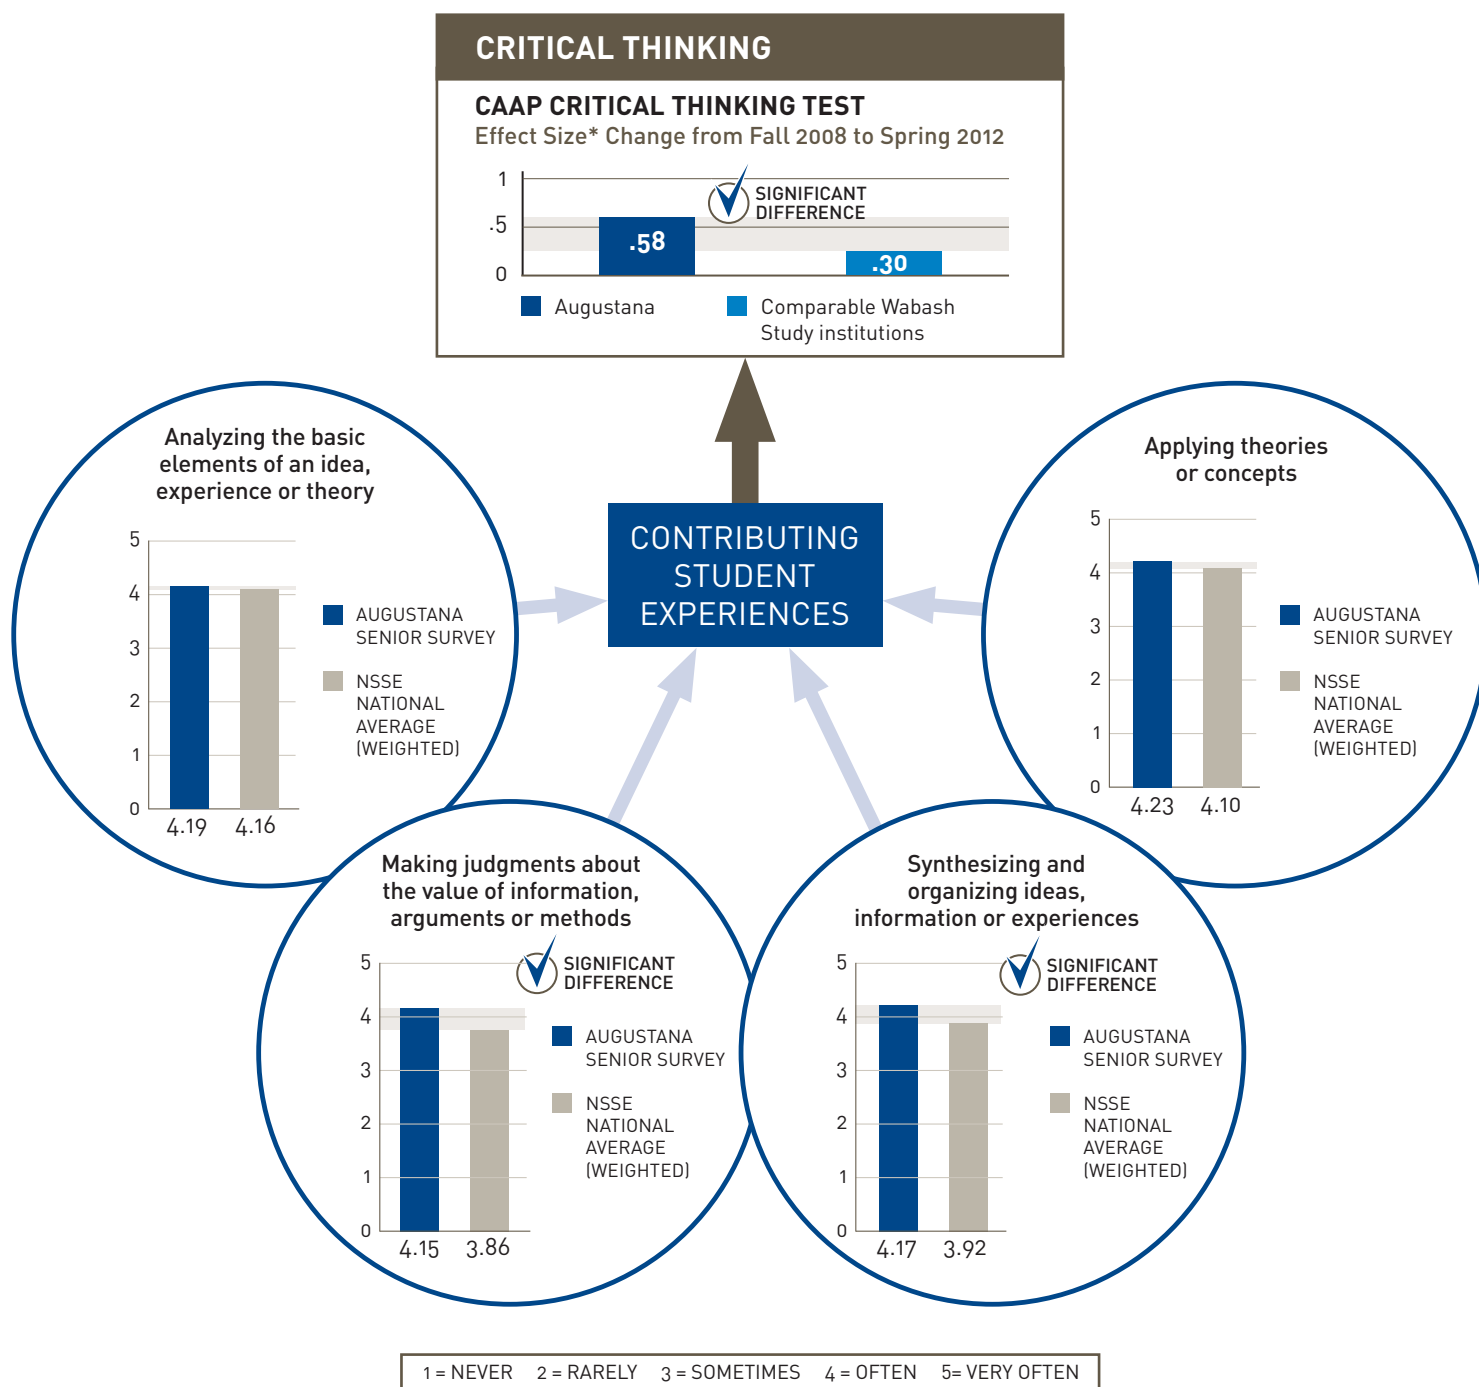 CRITICAL THINKING
CAAP CRITICAL THINKING TEST
Effect Size* Change from Fall 2008 to Spring 2012
1
.5
0
SIGNIFICANT
DIFFERENCE
.58
.30
Augustana
Comparable Wabash
Study institutions
CONTRIBUTING
STUDENT
EXPERIENCES
Analyzing the basic
elements of an idea,
experience or theory
5
4
3
2
1
0
4.19 4.16
AUGUSTANA
SENIOR SURVEY
NSSE
NATIONAL
AVERAGE
(WEIGHTED)
Applying theories
or concepts
5
4
3
2
1
0
4.23 4.10
AUGUSTANA
SENIOR SURVEY
NSSE
NATIONAL
AVERAGE
(WEIGHTED)
Making judgments about
the value of information,
arguments or methods
SIGNIFICANT
DIFFERENCE
5
4
3
2
1
0
4.15 3.86
AUGUSTANA
SENIOR SURVEY
NSSE
NATIONAL
AVERAGE
(WEIGHTED)
Synthesizing and
organizing ideas,
information or experiences
SIGNIFICANT
DIFFERENCE
5
4
3
2
1
0
4.17 3.92
AUGUSTANA
SENIOR SURVEY
NSSE
NATIONAL
AVERAGE
(WEIGHTED)
1 = NEVER 2 = RARELY 3 = SOMETIMES 4 = OFTEN 5= VERY OFTEN